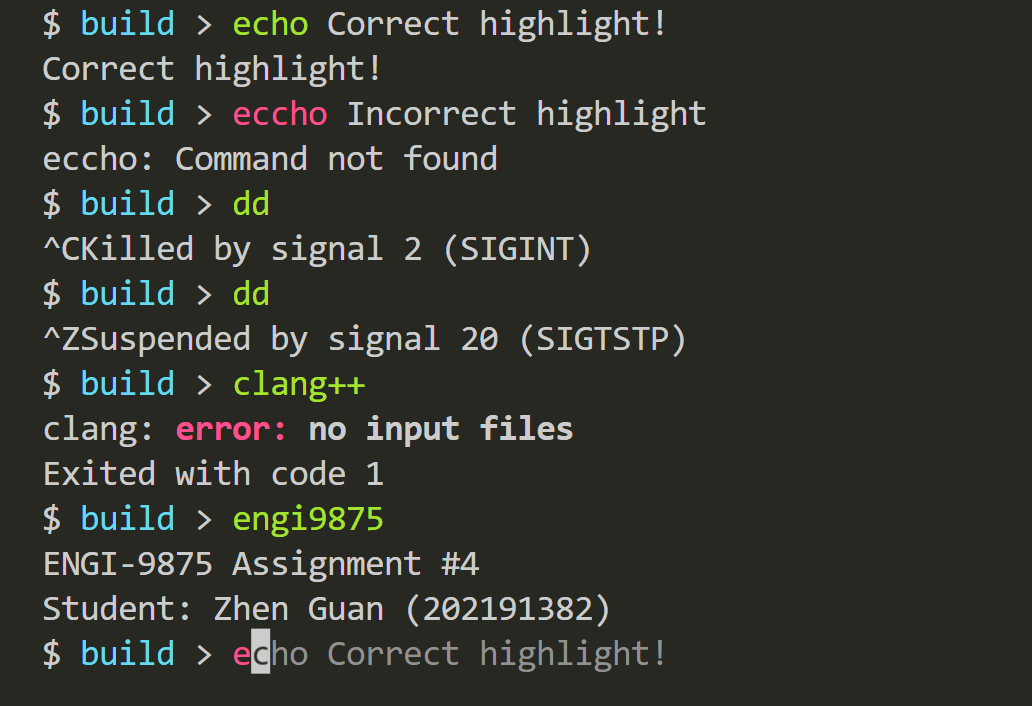 $ build > echo Correct highlight!
Correct highlight!
$ build > eccho Incorrect highlight
eccho: Command not found
$ build > dd
^CKilled by signal 2 (SIGINT)
$ build > dd
^ZSuspended by signal 20 (SIGTSTP)
$ build > clang++
clang: error: no input files
Exited with code 1
$ build > engi9875
ENGI-9875 Assignment #4
Student: Zhen Guan (202191382)
$ build > echo Correct highlight!